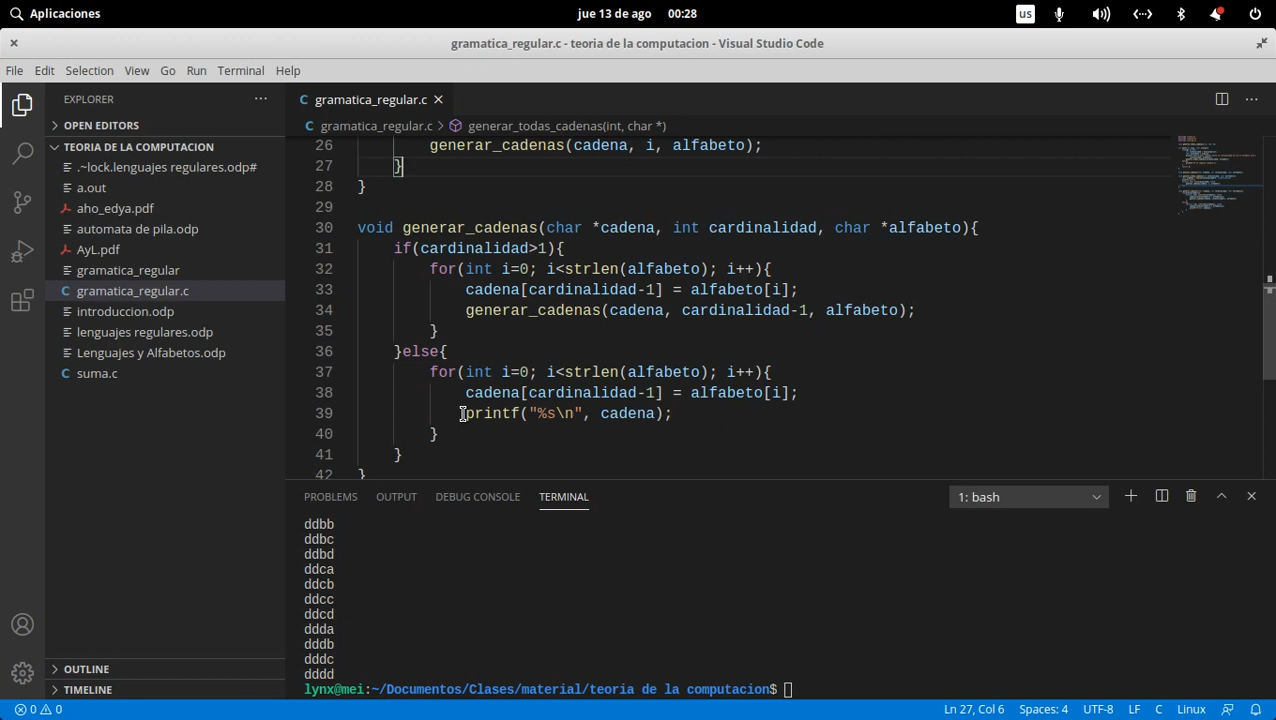 Aplicaciones jue 13 de ago 00:28 us
gramatica_regular.c - teoria de la computacion - Visual Studio Code
File Edit Selection View Go Run Terminal Help
EXPLORER
gramatica_regular.c
OPEN EDITORS
gramatica_regular.c > generar_todas_cadenas(int, char *)
TEORIA DE LA COMPUTACION
.~lock.lenguajes regulares.odp#
a.out
aho_edya.pdf
automata de pila.odp
AyL.pdf
gramatica_regular
gramatica_regular.c
introduccion.odp
lenguajes regulares.odp
Lenguajes y Alfabetos.odp
suma.c
OUTLINE
TIMELINE
26 generar_cadenas(cadena, i, alfabeto);
27 }
28 }
29
30 void generar_cadenas(char *cadena, int cardinalidad, char *alfabeto){
31 if(cardinalidad>1){
32 for(int i=0; i<strlen(alfabeto); i++){
33 cadena[cardinalidad-1] = alfabeto[i];
34 generar_cadenas(cadena, cardinalidad-1, alfabeto);
35 }
36 }else{
37 for(int i=0; i<strlen(alfabeto); i++){
38 cadena[cardinalidad-1] = alfabeto[i];
39 printf("%s\n", cadena);
40 }
41 }
42 }
PROBLEMS OUTPUT DEBUG CONSOLE TERMINAL 1: bash
ddbb
ddbc
ddbd
ddca
ddcb
ddcc
ddcd
ddda
dddb
dddc
dddd
lynx@mei:~/Documentos/Clases/material/teoria de la computacion$
0 0 Ln 27, Col 6 Spaces: 4 UTF-8 LF C Linux